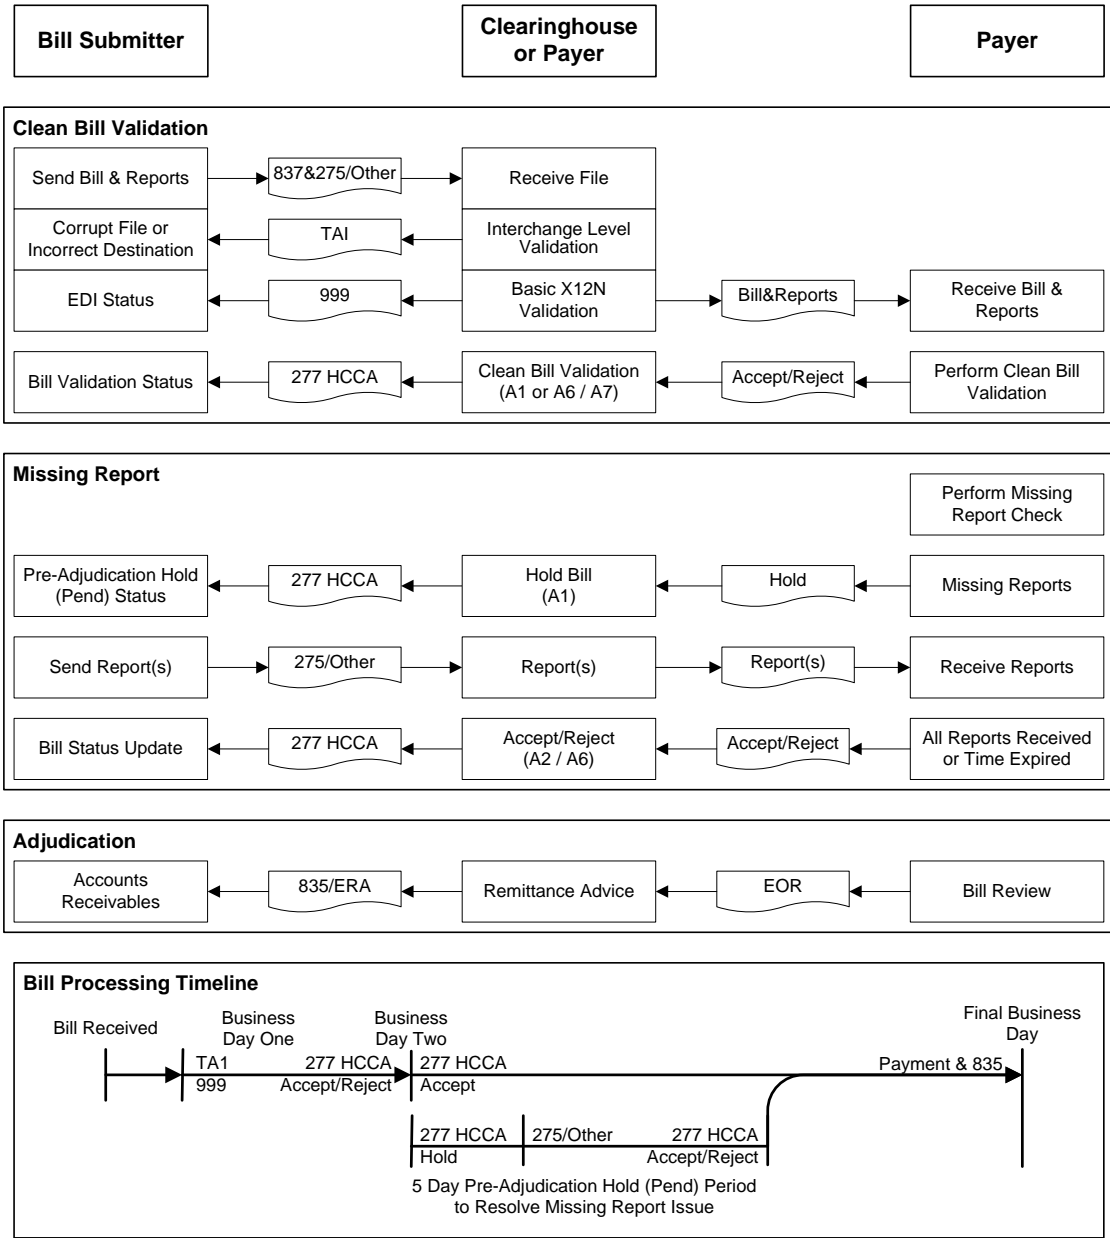 Bill Submitter
Clearinghouse
or Payer
Payer
Clean Bill Validation
Send Bill & Reports
837&275/Other
Receive File
Corrupt File or
Incorrect Destination
TAI
Interchange Level
Validation
EDI Status
999
Basic X12N
Validation
Bill&Reports
Receive Bill &
Reports
Bill Validation Status
277 HCCA
Clean Bill Validation
(A1 or A6 / A7)
Accept/Reject
Perform Clean Bill
Validation
Missing Report
Perform Missing
Report Check
Pre-Adjudication Hold
(Pend) Status
277 HCCA
Hold Bill
(A1)
Hold
Missing Reports
Send Report(s)
275/Other
Report(s)
Report(s)
Receive Reports
Bill Status Update
277 HCCA
Accept/Reject
(A2 / A6)
Accept/Reject
All Reports Received
or Time Expired
Adjudication
Accounts
Receivables
835/ERA
Remittance Advice
EOR
Bill Review
Bill Processing Timeline
Bill Received
Business
Day One
Business
Day Two
Final Business
Day
TA1
277 HCCA
277 HCCA
Payment & 835
999
Accept/Reject
Accept
277 HCCA
275/Other
277 HCCA
Hold
Accept/Reject
5 Day Pre-Adjudication Hold (Pend) Period
to Resolve Missing Report Issue